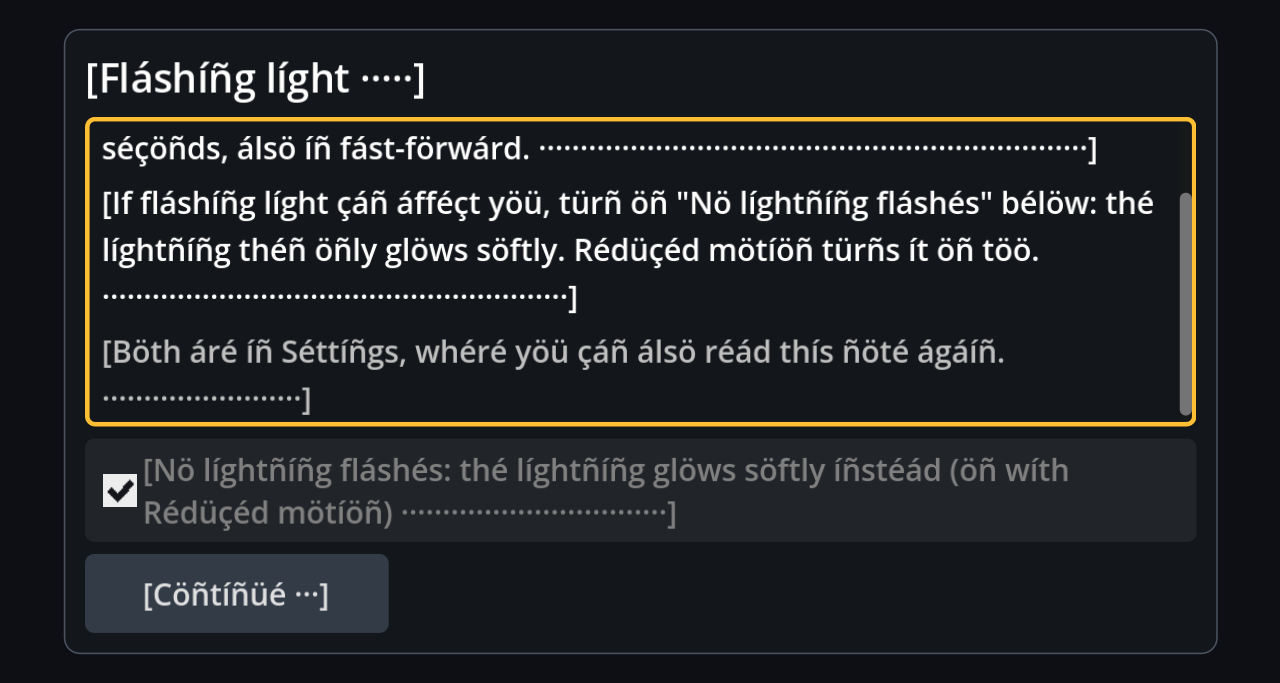 [Fláshíñg líght ·····]
séçöñds, álsö íñ fást-förwárd. ··································································]
[If fláshíñg líght çáñ áfféçt yöü, türñ öñ "Nö líghtñíñg fláshés" bélöw: thé
líghtñíñg théñ öñly glöws söftly. Rédüçéd mötíöñ türñs ít öñ töö.
························································]
[Böth áré íñ Séttíñgs, whéré yöü çáñ álsö réád thís ñöté ágáíñ.
························]
[Nö líghtñíñg fláshés: thé líghtñíñg glöws söftly íñstéád (öñ wíth
Rédüçéd mötíöñ) ································]
[Cöñtíñüé ···]